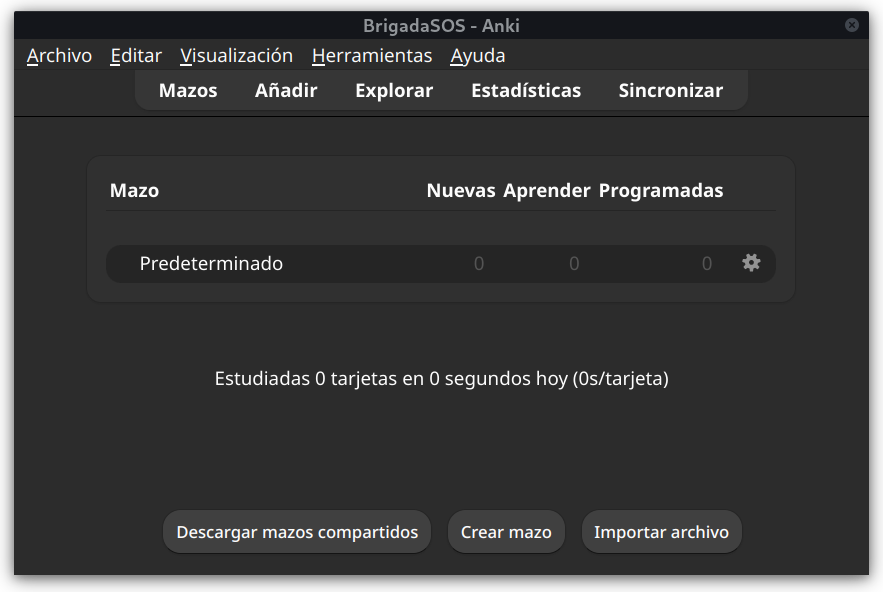 BrigadaSOS - Anki
Archivo Editar Visualización Herramientas Ayuda
Mazos Añadir Explorar Estadísticas Sincronizar
Mazo Nuevas Aprender Programadas
Predeterminado 0 0 0
Estudiadas 0 tarjetas en 0 segundos hoy (0s/tarjeta)
Descargar mazos compartidos Crear mazo Importar archivo